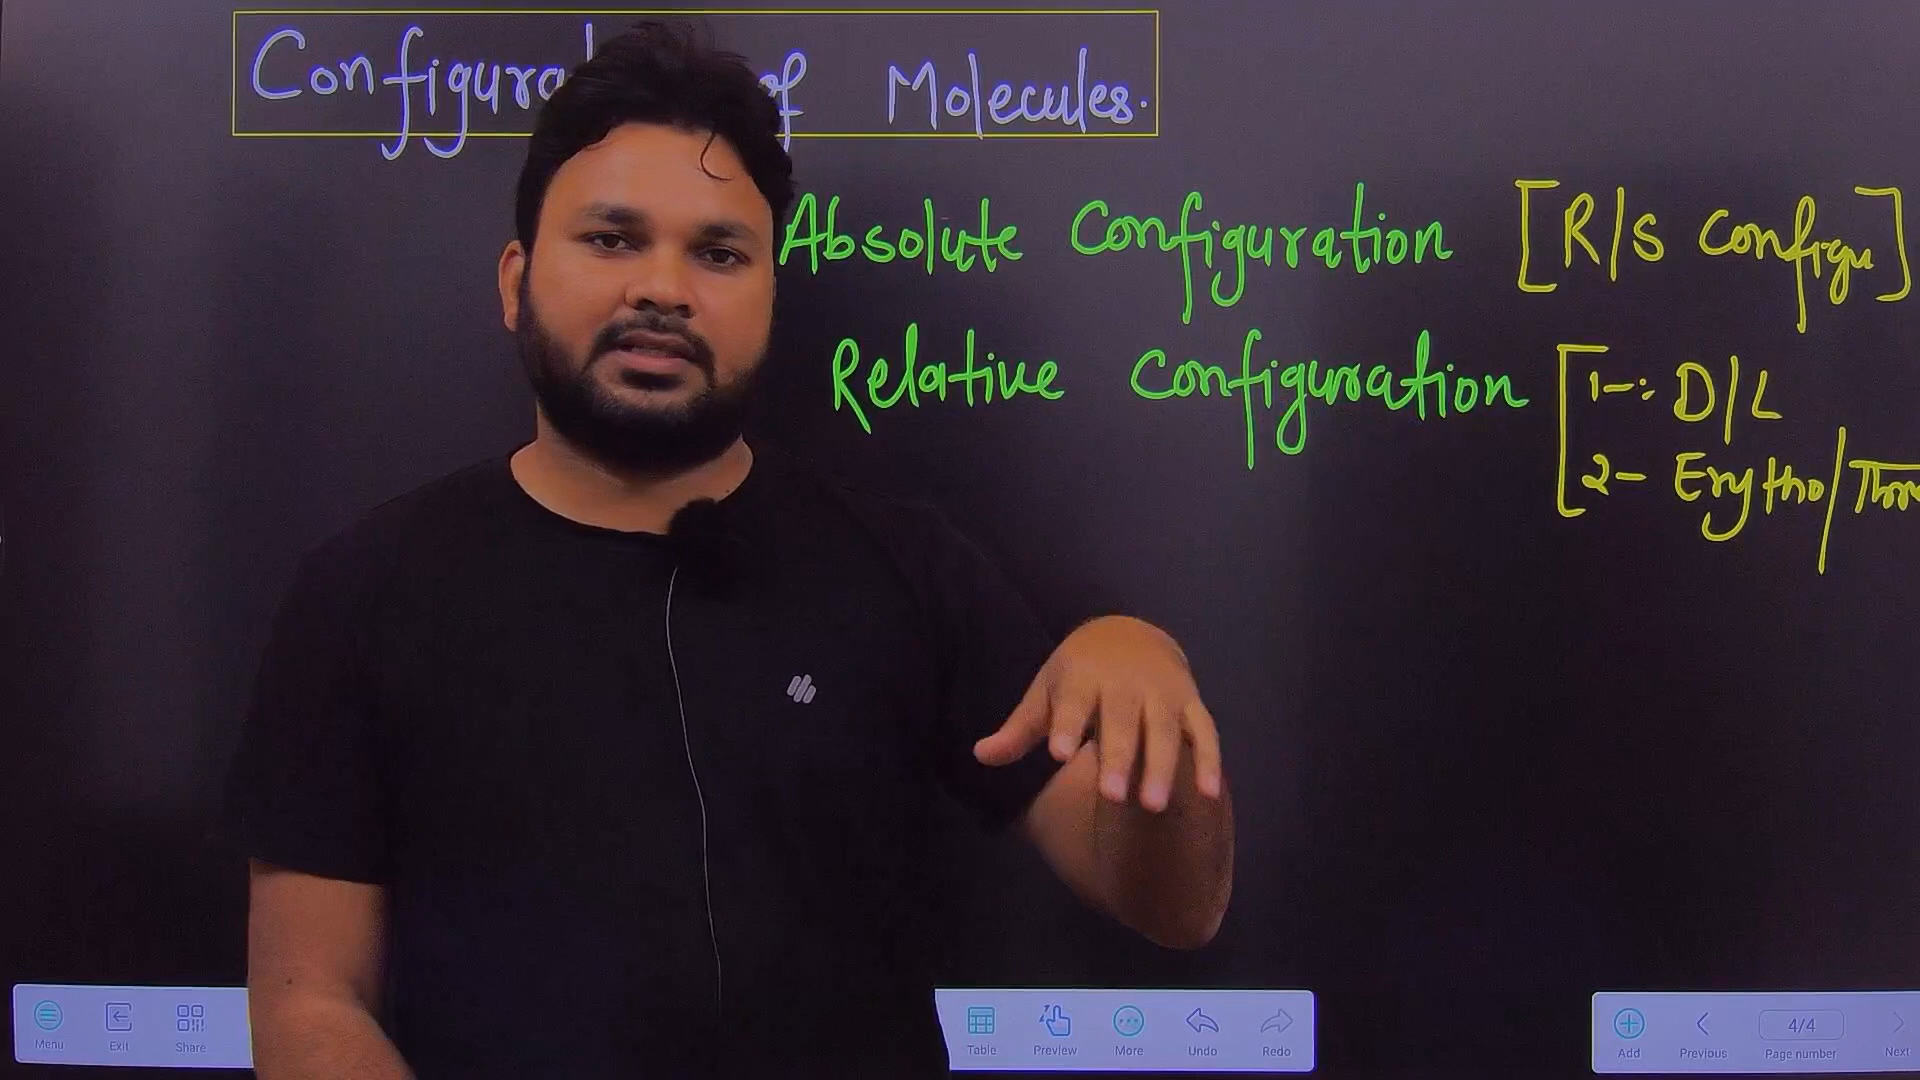 of Molecules.
Absolute Configuration [R/S Configu]
Relative Configuration [1-: D/L
2- Erythro/
Menu
Exit
Share
Table
Preview
More
Undo
Redo
Add
Previous
4/4
Page number
Next